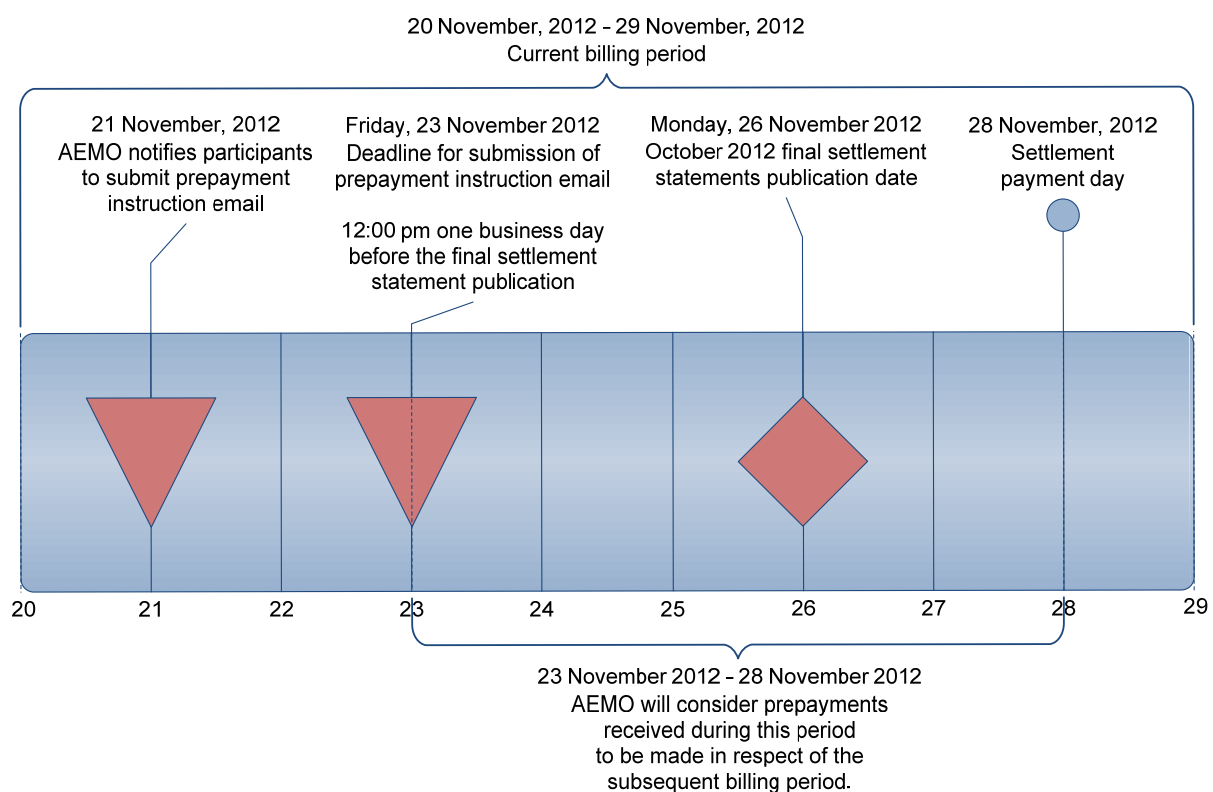 20 November, 2012 – 29 November, 2012
Current billing period
21 November, 2012
AEMO notifies participants
to submit prepayment
instruction email
Friday, 23 November 2012
Deadline for submission of
prepayment instruction email
12:00 pm one business day
before the final settlement
statement publication
Monday, 26 November 2012
October 2012 final settlement
statements publication date
28 November, 2012
Settlement
payment day
20
21
22
23
24
25
26
27
28
29
23 November 2012 – 28 November 2012
AEMO will consider prepayments
received during this period
to be made in respect of the
subsequent billing period.